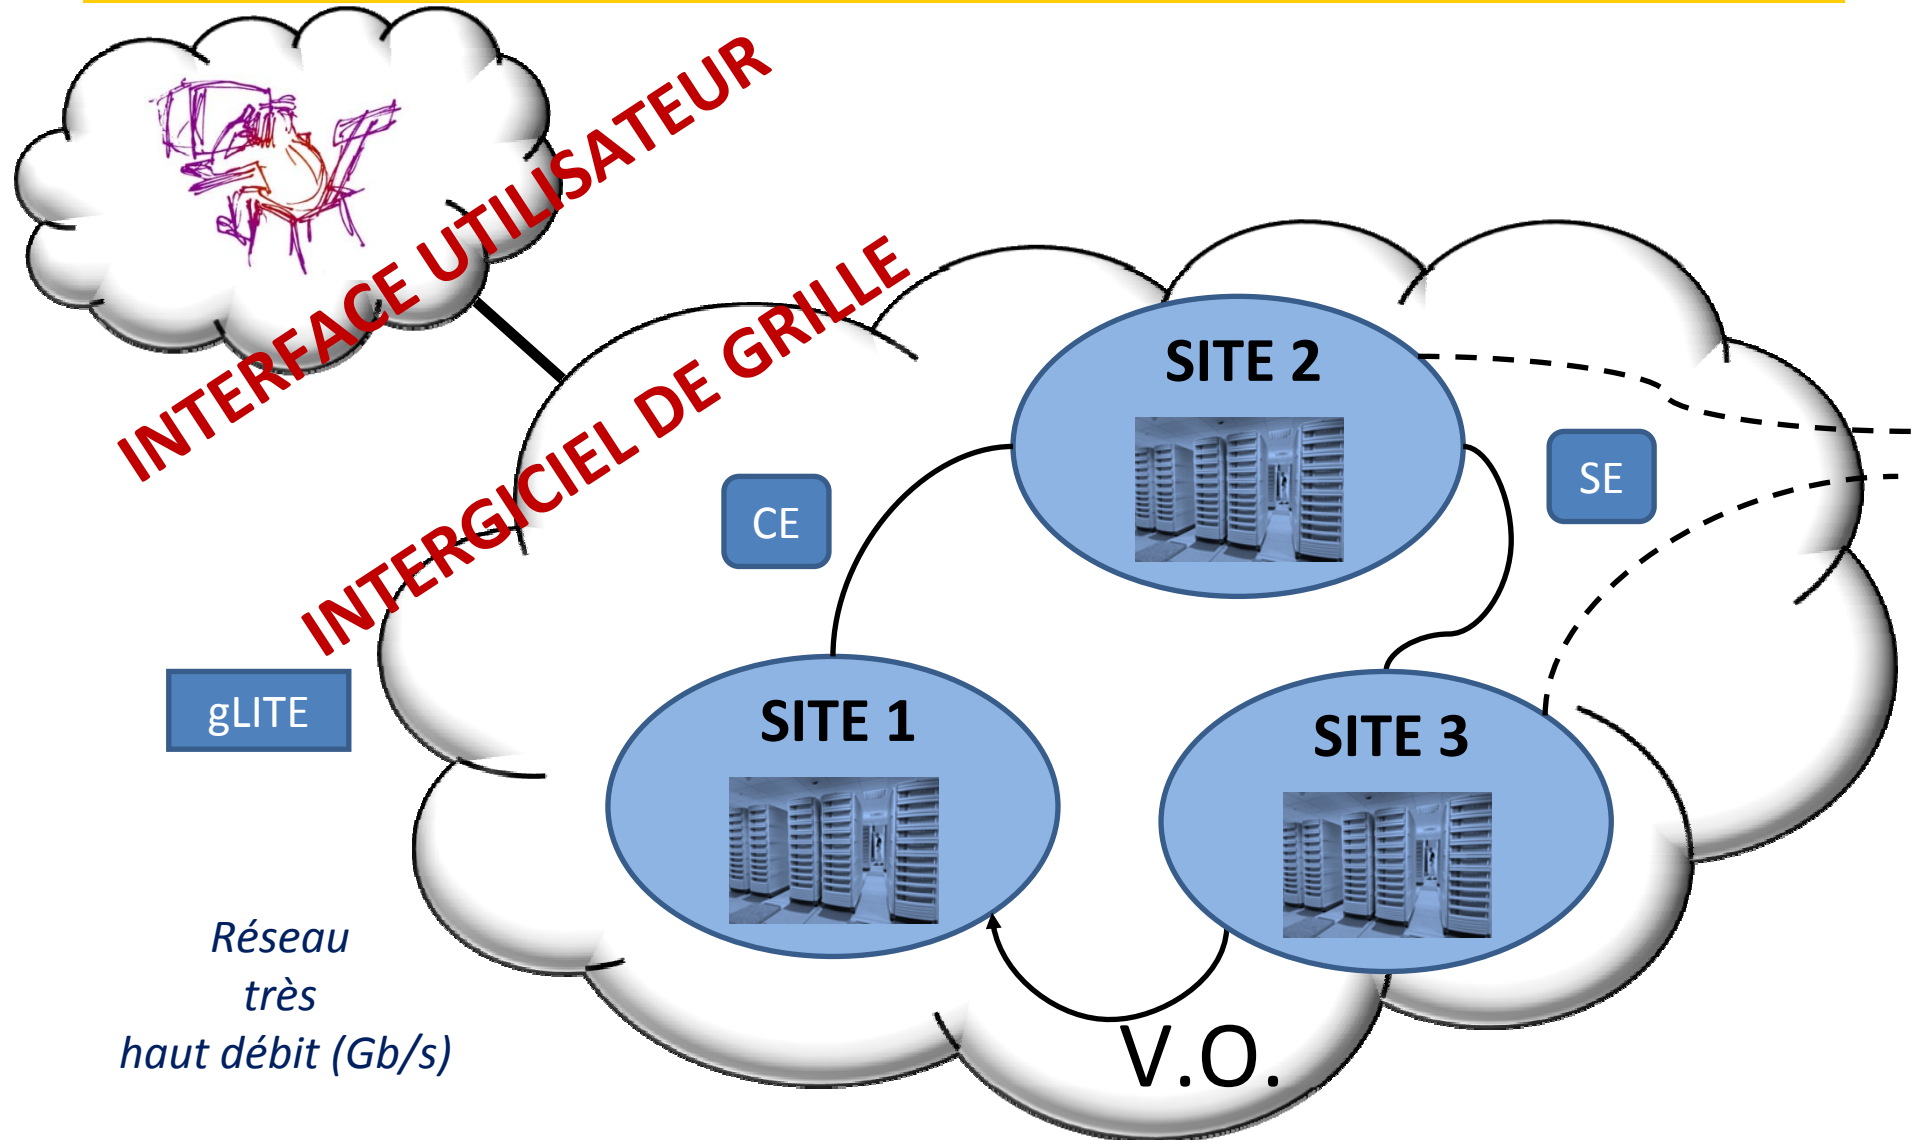 INTERFACE UTILISATEUR
INTERGICIEL DE GRILLE
SITE 2
SE
CE
gLITE
SITE 1
SITE 3
Réseau
très
haut débit (Gb/s)
V.O.